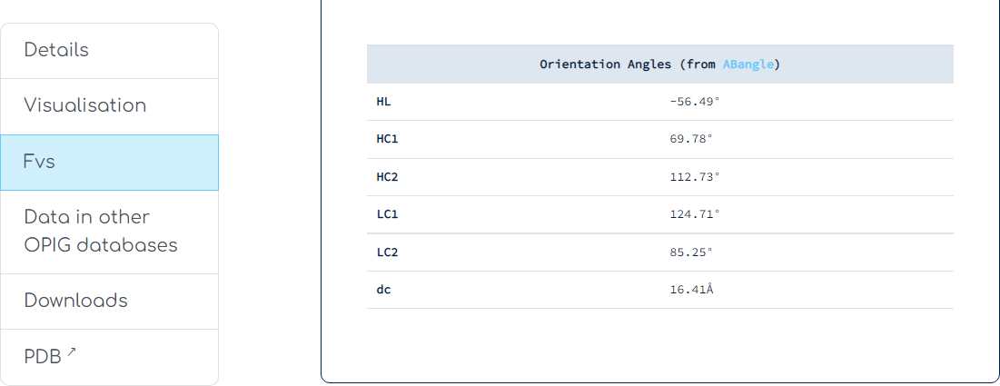 Details
Visualisation
Fvs
Data in other
OPIG databases
Downloads
PDB ↗
Orientation Angles (from ABangle)
HL -56.49°
HC1 69.78°
HC2 112.73°
LC1 124.71°
LC2 85.25°
dc 16.41Å